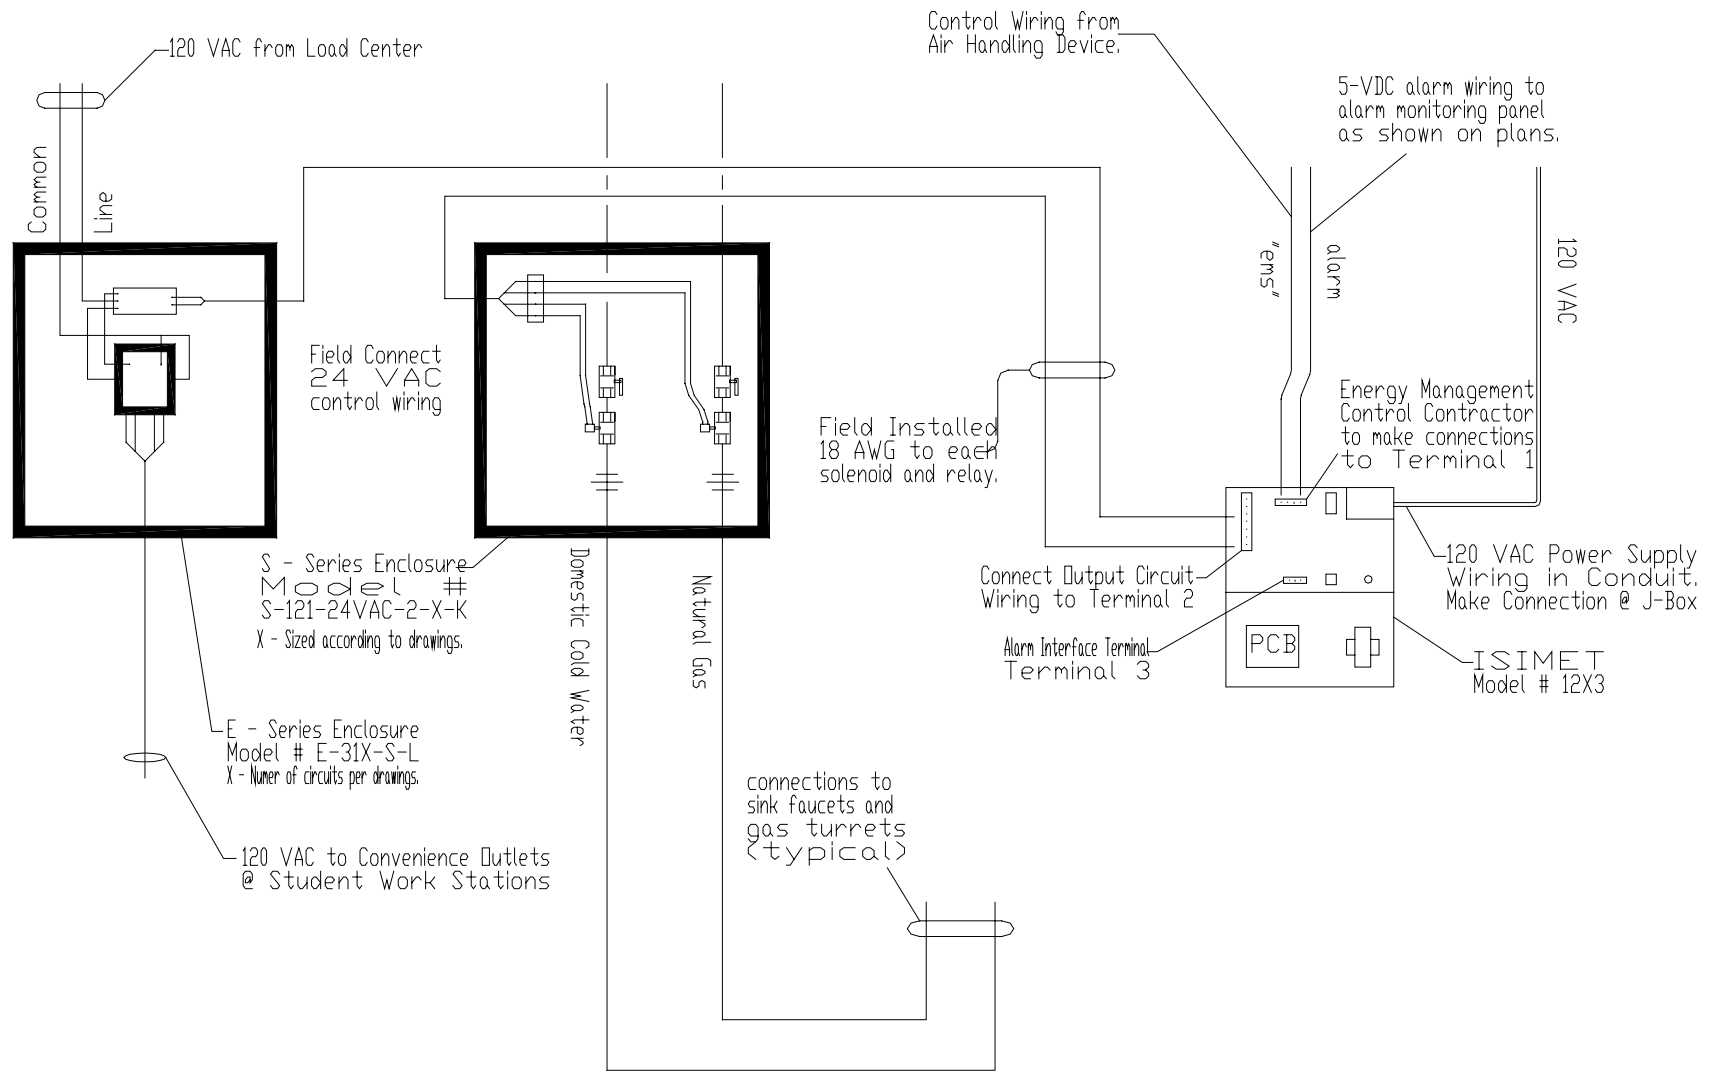 120 VAC from Load Center
Control Wiring from
Air Handling Device.
5-VDC alarm wiring to
alarm monitoring panel
as shown on plans.
Common
Line
"ems"
alarm
120 VAC
Field Connect
24 VAC
control wiring
Field Installed
18 AWG to each
solenoid and relay.
Energy Management
Control Contractor
to make connections
to Terminal 1
S - Series Enclosure
Model #
S-121-24VAC-2-X-K
X - Sized according to drawings.
Domestic Cold Water
Natural Gas
Connect Output Circuit
Wiring to Terminal 2
120 VAC Power Supply
Wiring in Conduit.
Make Connection @ J-Box
Alarm Interface Terminal
Terminal 3
PCB
ISIMET
Model # 12X3
E - Series Enclosure
Model # E-31X-S-L
X - Numer of circuits per drawings.
connections to
sink faucets and
gas turrets
(typical)
120 VAC to Convenience Outlets
@ Student Work Stations